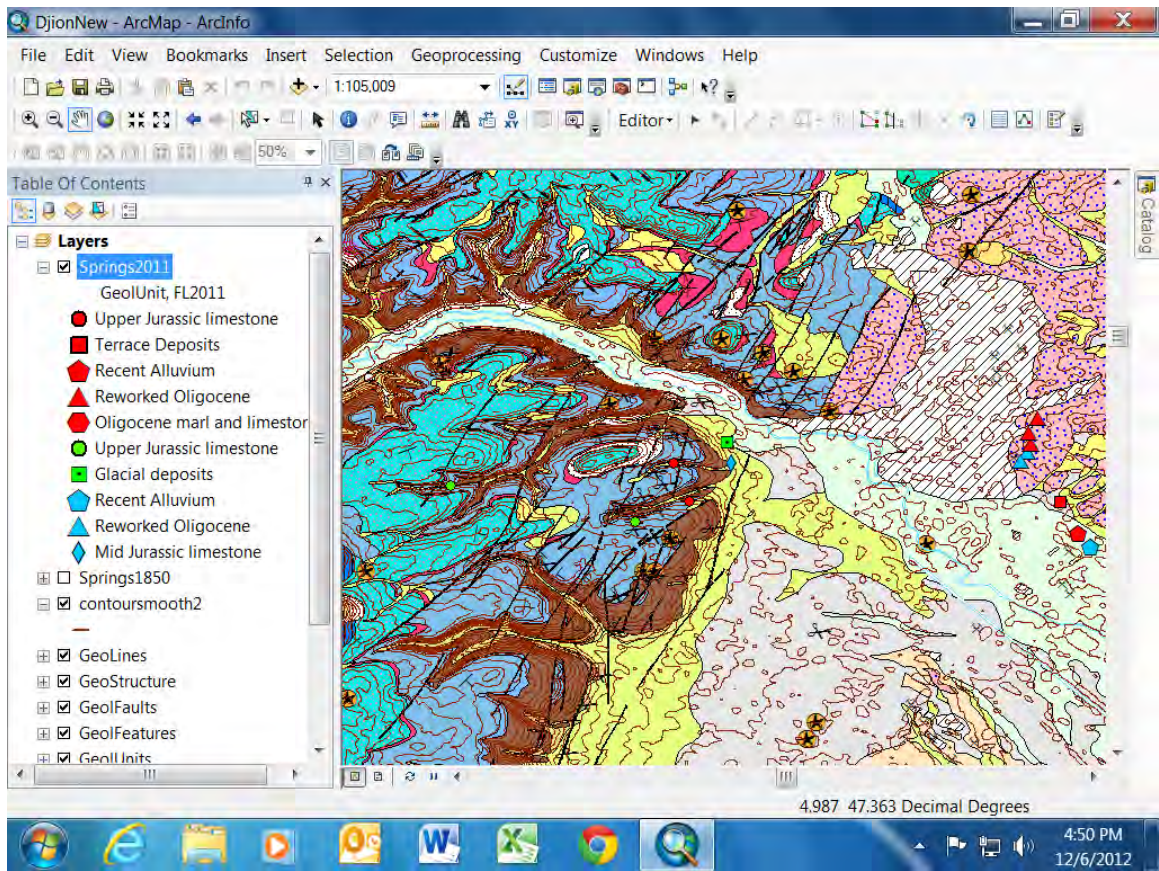 DjionNew - ArcMap - ArcInfo
File Edit View Bookmarks Insert Selection Geoprocessing Customize Windows Help
1:105,009
Editor
50%
Table Of Contents
Layers
Springs2011
GeolUnit, FL2011
Upper Jurassic limestone
Terrace Deposits
Recent Alluvium
Reworked Oligocene
Oligocene marl and limestor
Upper Jurassic limestone
Glacial deposits
Recent Alluvium
Reworked Oligocene
Mid Jurassic limestone
Springs1850
contoursmooth2
GeoLines
GeoStructure
GeolFaults
GeolFeatures
GeolUnits
Catalog
4.987 47.363 Decimal Degrees
4:50 PM
12/6/2012